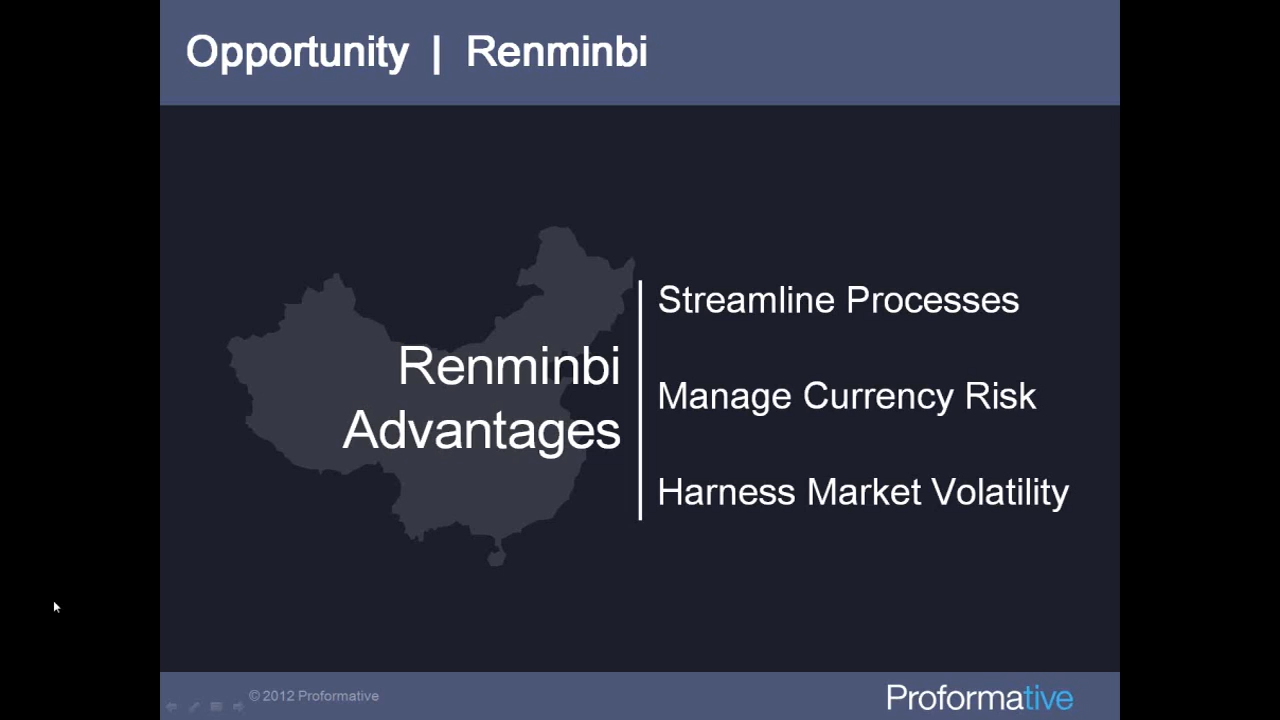 Opportunity | Renminbi
Renminbi
Advantages
Streamline Processes
Manage Currency Risk
Harness Market Volatility
© 2012 Proformative
Proformative